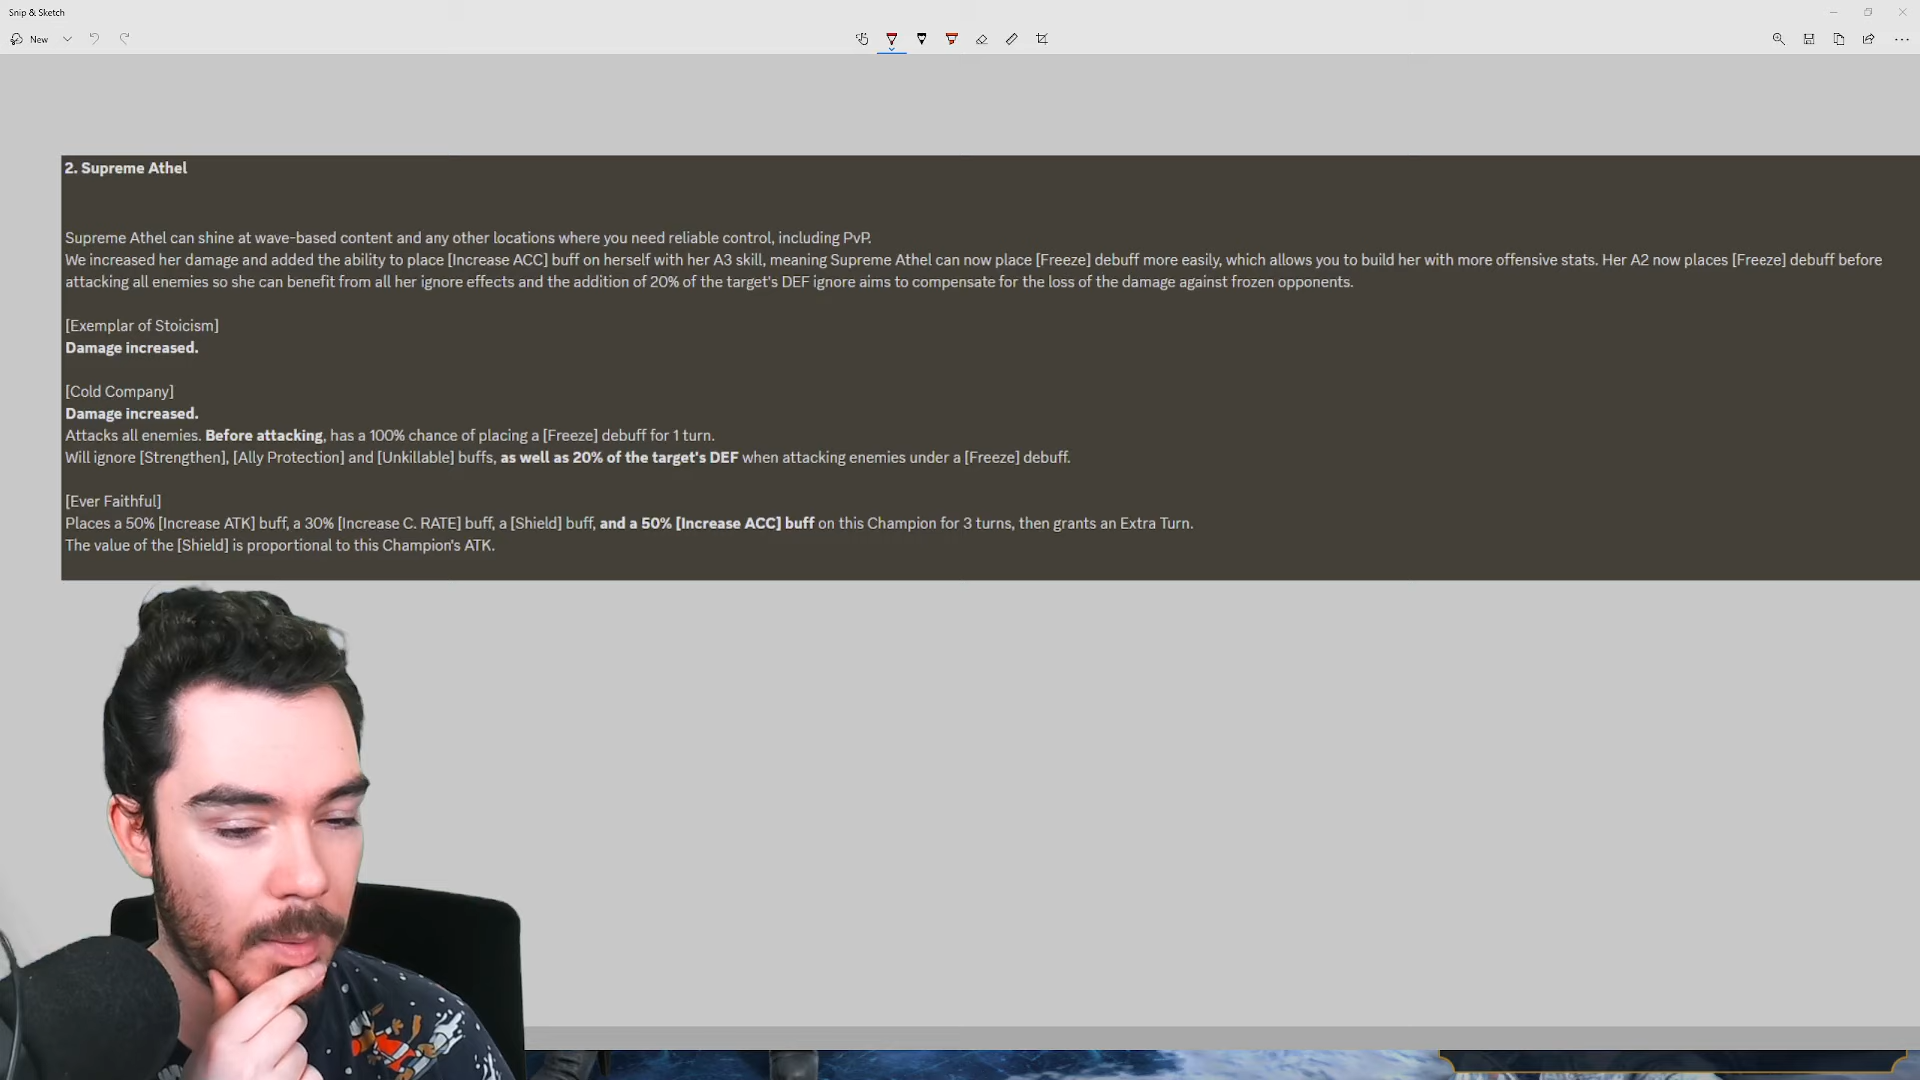 Snip & Sketch
New
2. Supreme Athel
Supreme Athel can shine at wave-based content and any other locations where you need reliable control, including PvP.
We increased her damage and added the ability to place [Increase ACC] buff on herself with her A3 skill, meaning Supreme Athel can now place [Freeze] debuff more easily, which allows you to build her with more offensive stats. Her A2 now places [Freeze] debuff before
attacking all enemies so she can benefit from all her ignore effects and the addition of 20% of the target's DEF ignore aims to compensate for the loss of the damage against frozen opponents.
[Exemplar of Stoicism]
Damage increased.
[Cold Company]
Damage increased.
Attacks all enemies. Before attacking, has a 100% chance of placing a [Freeze] debuff for 1 turn.
Will ignore [Strengthen], [Ally Protection] and [Unkillable] buffs, as well as 20% of the target's DEF when attacking enemies under a [Freeze] debuff.
[Ever Faithful]
Places a 50% [Increase ATK] buff, a 30% [Increase C. RATE] buff, a [Shield] buff, and a 50% [Increase ACC] buff on this Champion for 3 turns, then grants an Extra Turn.
The value of the [Shield] is proportional to this Champion's ATK.